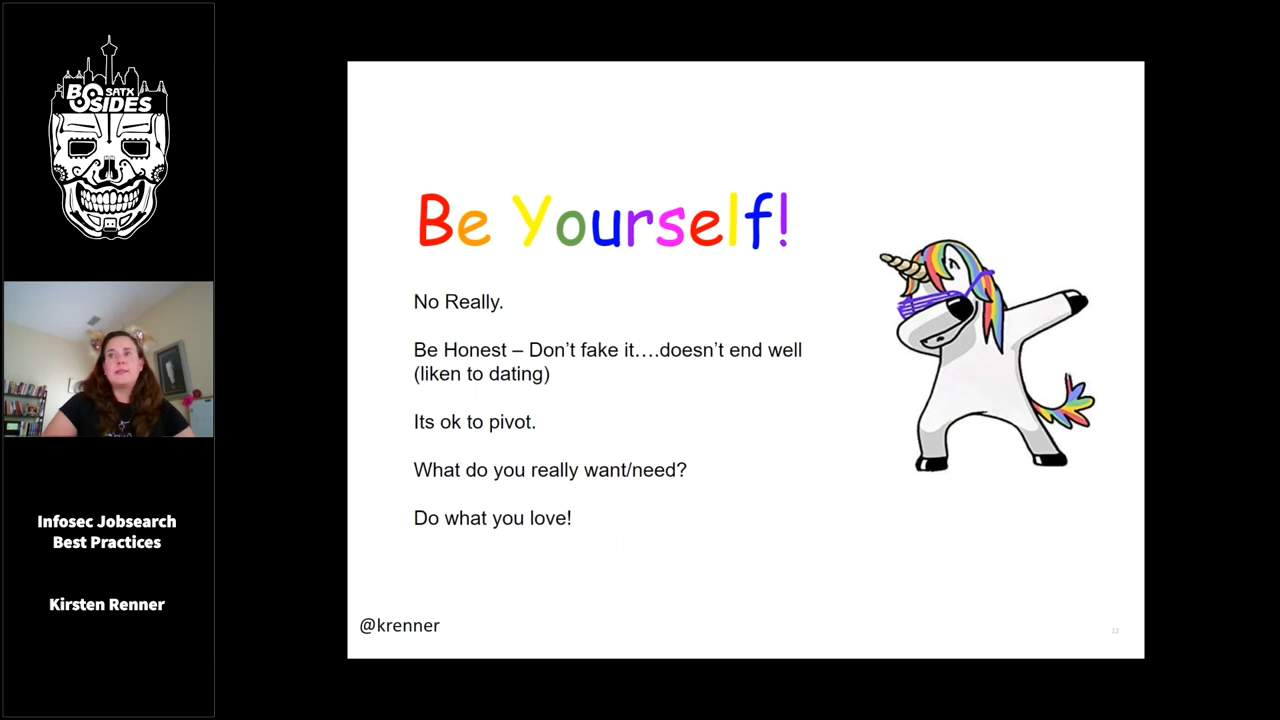 BSIDES
SATX
Infosec Jobsearch
Best Practices
Kirsten Renner
Be Yourself!
No Really.
Be Honest – Don’t fake it….doesn’t end well
(liken to dating)
Its ok to pivot.
What do you really want/need?
Do what you love!
@krenner